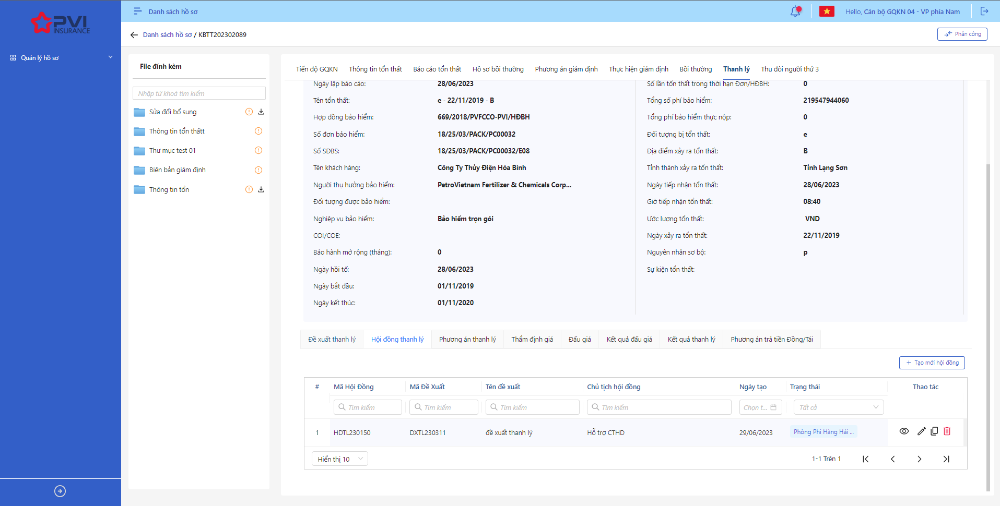 PVI
INSURANCE
Quản lý hồ sơ
Danh sách hồ sơ
Hello, Cán bộ GQKN 04 - VP phía Nam
Danh sách hồ sơ / KBTT202302089
Phân công
File đính kèm
Nhập từ khoá tìm kiếm
Sửa đổi bổ sung
Thông tin tổn thấtt
Thư mục test 01
Biên bản giám định
Thông tin tổn
Tiến độ GQKN Thông tin tổn thất Báo cáo tổn thất Hồ sơ bồi thường Phương án giám định Thực hiện giám định Bồi thường Thanh lý Thu đòi người thứ 3
Ngày lập báo cáo: 28/06/2023
Tên tổn thất: e - 22/11/2019 - B
Hợp đồng bảo hiểm: 669/2018/PVFCCO-PVI/HĐBH
Số đơn bảo hiểm: 18/25/03/PACK/PC00032
Số SĐBS: 18/25/03/PACK/PC00032/E08
Tên khách hàng: Công Ty Thủy Điện Hòa Bình
Người thụ hưởng bảo hiểm: PetroVietnam Fertilizer & Chemicals Corp...
Đối tượng được bảo hiểm:
Nghiệp vụ bảo hiểm: Bảo hiểm trọn gói
COI/COE:
Bảo hành mở rộng (tháng): 0
Ngày hồi tố: 28/06/2023
Ngày bắt đầu: 01/11/2019
Ngày kết thúc: 01/11/2020
Số lần tổn thất trong thời hạn Đơn/HĐBH: 0
Tổng số phí bảo hiểm: 219547944060
Tổng phí bảo hiểm thực nộp: 0
Đối tượng bị tổn thất: e
Địa điểm xảy ra tổn thất: B
Tỉnh thành xảy ra tổn thất: Tỉnh Lạng Sơn
Ngày tiếp nhận tổn thất: 28/06/2023
Giờ tiếp nhận tổn thất: 08:40
Ước lượng tổn thất: VND
Ngày xảy ra tổn thất: 22/11/2019
Nguyên nhân sơ bộ: p
Sự kiện tổn thất:
Đề xuất thanh lý Hội đồng thanh lý Phương án thanh lý Thẩm định giá Đấu giá Kết quả đấu giá Kết quả thanh lý Phương án trả tiền Đồng/Tái
+ Tạo mới hội đồng
# Mã Hội Đồng Mã Đề Xuất Tên đề xuất Chủ tịch hội đồng Ngày tạo Trạng thái Thao tác
Tìm kiếm Tìm kiếm Tìm kiếm Tìm kiếm Chọn t... Tất cả
1 HDTL230150 DXTL230311 đề xuất thanh lý Hỗ trợ CTHD 29/06/2023 Phòng Phi Hàng Hải ...
Hiển thị 10 1-1 Trên 1